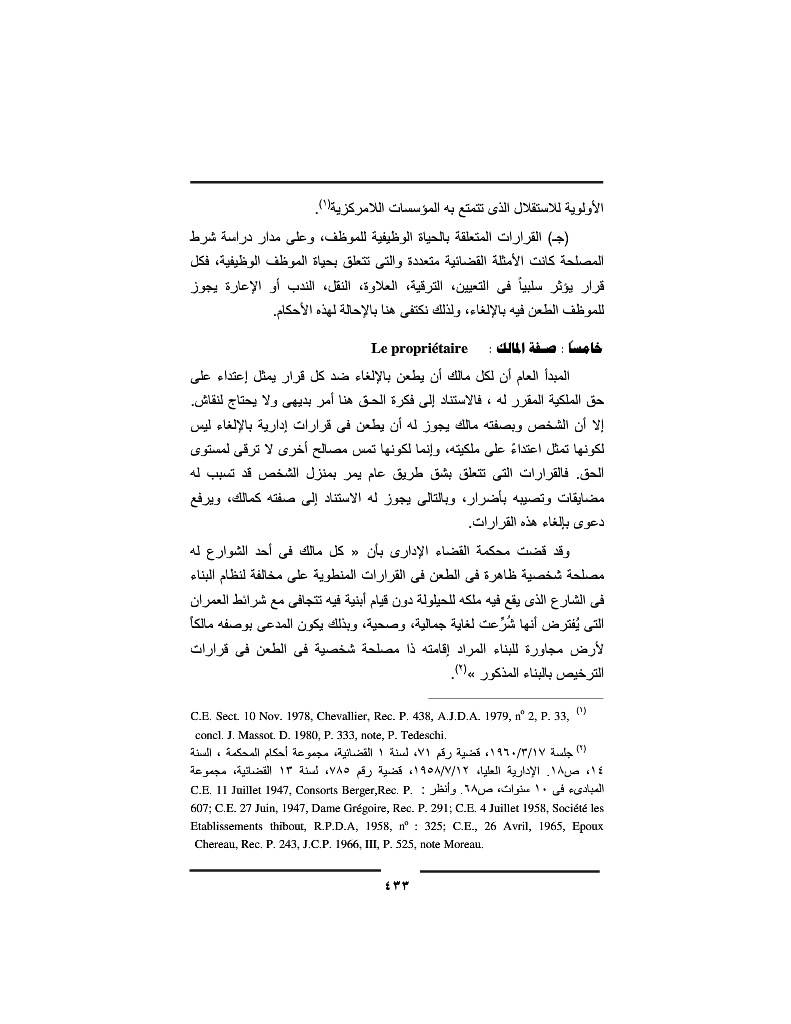 الأولوية للاستقلال الذى تتمتع به المؤسسات اللامركزية(١).
(جـ) القرارات المتعلقة بالحياة الوظيفية للموظف، وعلى مدار دراسة شرط
المصلحة كانت الأمثلة القضائية متعددة والتى تتعلق بحياة الموظف الوظيفية، فكل
قرار يؤثر سلبياً فى التعيين، الترقية، العلاوة، النقل، الندب أو الإعارة يجوز
للموظف الطعن فيه بالإلغاء، ولذلك نكتفى هنا بالإحالة لهذه الأحكام.
خامساً : صفة المالك : Le propriétaire
المبدأ العام أن لكل مالك أن يطعن بالإلغاء ضد كل قرار يمثل إعتداء على
حق الملكية المقرر له ، فالاستناد إلى فكرة الحق هنا أمر بديهى ولا يحتاج لنقاش.
إلا أن الشخص وبصفته مالك يجوز له أن يطعن فى قرارات إدارية بالإلغاء ليس
لكونها تمثل اعتداءً على ملكيته، وإنما لكونها تمس مصالح أخرى لا ترقى لمستوى
الحق. فالقرارات التى تتعلق بشق طريق عام يمر بمنزل الشخص قد تسبب له
مضايقات وتصيبه بأضرار، وبالتالى يجوز له الاستناد إلى صفته كمالك، ويرفع
دعوى بإلغاء هذه القرارات.
وقد قضت محكمة القضاء الإدارى بأن « كل مالك فى أحد الشوارع له
مصلحة شخصية ظاهرة فى الطعن فى القرارات المنطوية على مخالفة لنظام البناء
فى الشارع الذى يقع فيه ملكه للحيلولة دون قيام أبنية فيه تتجافى مع شرائط العمران
التى يُفترض أنها شُرِّعت لغاية جمالية، وصحية، وبذلك يكون المدعى بوصفه مالكاً
لأرض مجاورة للبناء المراد إقامته ذا مصلحة شخصية فى الطعن فى قرارات
الترخيص بالبناء المذكور »(٢).
(١) C.E. Sect. 10 Nov. 1978, Chevallier, Rec. P. 438, A.J.D.A. 1979, nº 2, P. 33,
concl. J. Massot. D. 1980, P. 333, note, P. Tedeschi.
(٢) جلسة ١٩٦٠/٣/١٧، قضية رقم ٧١، لسنة ١ القضائية، مجموعة أحكام المحكمة ، السنة
١٤، ص١٨. الإدارية العليا، ١٩٥٨/٧/١٢، قضية رقم ٧٨٥، لسنة ١٣ القضائية، مجموعة
المبادىء فى ١٠ سنوات، ص٦٨. وأنظر : C.E. 11 Juillet 1947, Consorts Berger,Rec. P.
607; C.E. 27 Juin, 1947, Dame Grégoire, Rec. P. 291; C.E. 4 Juillet 1958, Société les
Etablissements thibout, R.P.D.A, 1958, nº : 325; C.E., 26 Avril, 1965, Epoux
Chereau, Rec. P. 243, J.C.P. 1966, III, P. 525, note Moreau.
٤٣٣